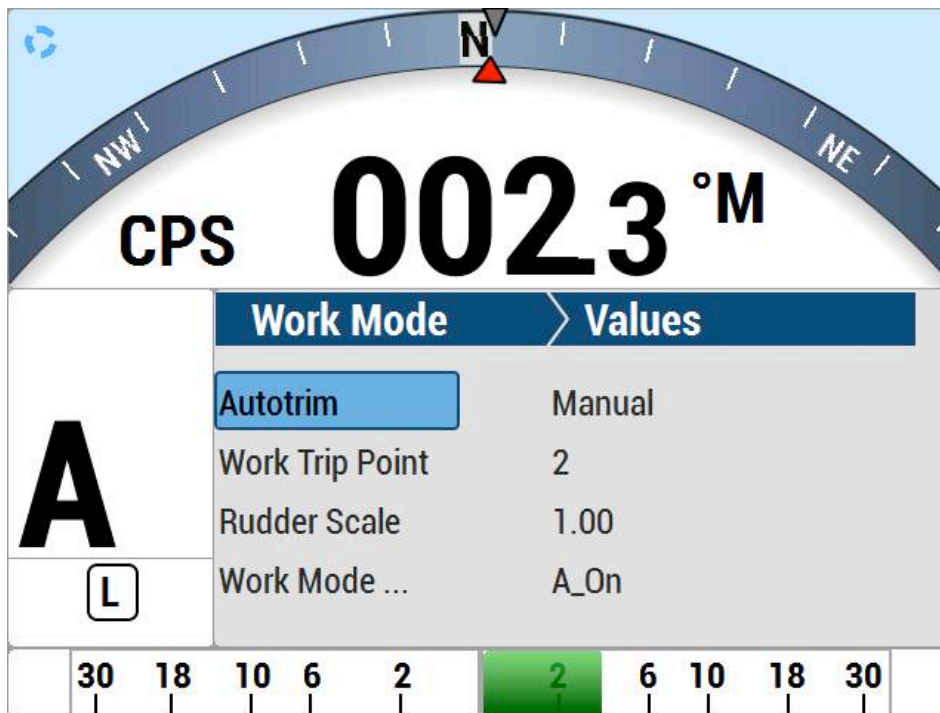 N
NW
NE
CPS 002.3 °M
Work Mode Values
Autotrim Manual
Work Trip Point 2
Rudder Scale 1.00
Work Mode ... A_On
A
L
30 18 10 6 2 2 6 10 18 30